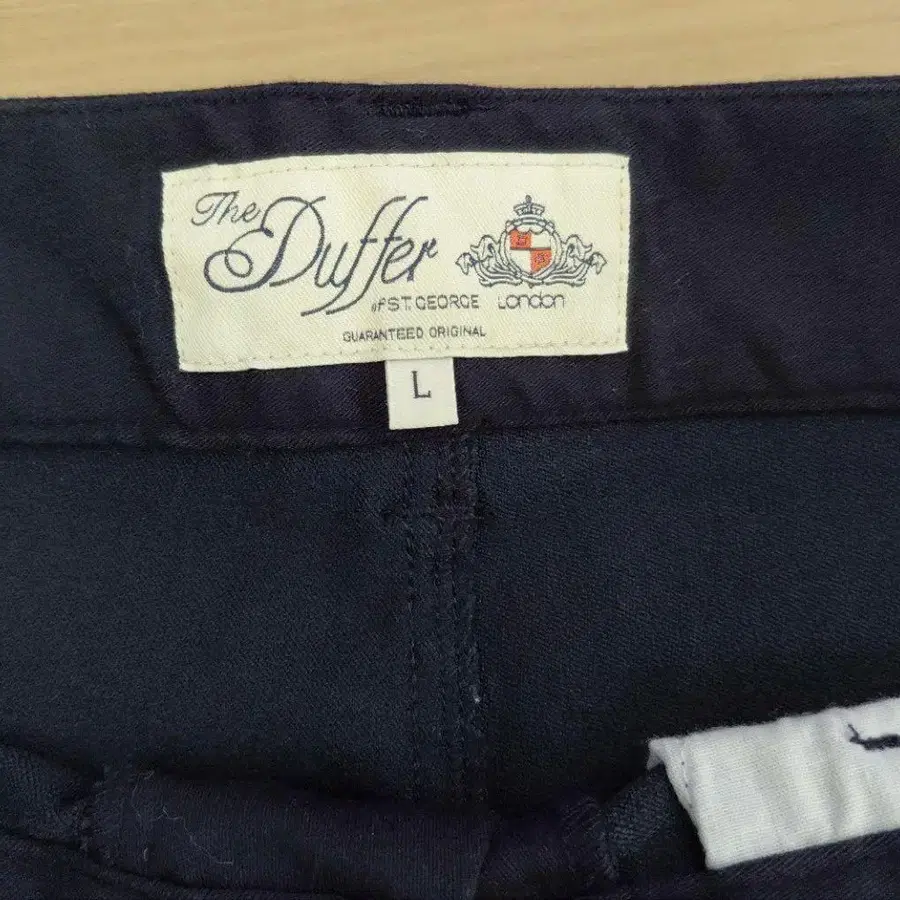 The Duffer
of ST. GEORGE London
GUARANTEED ORIGINAL
L